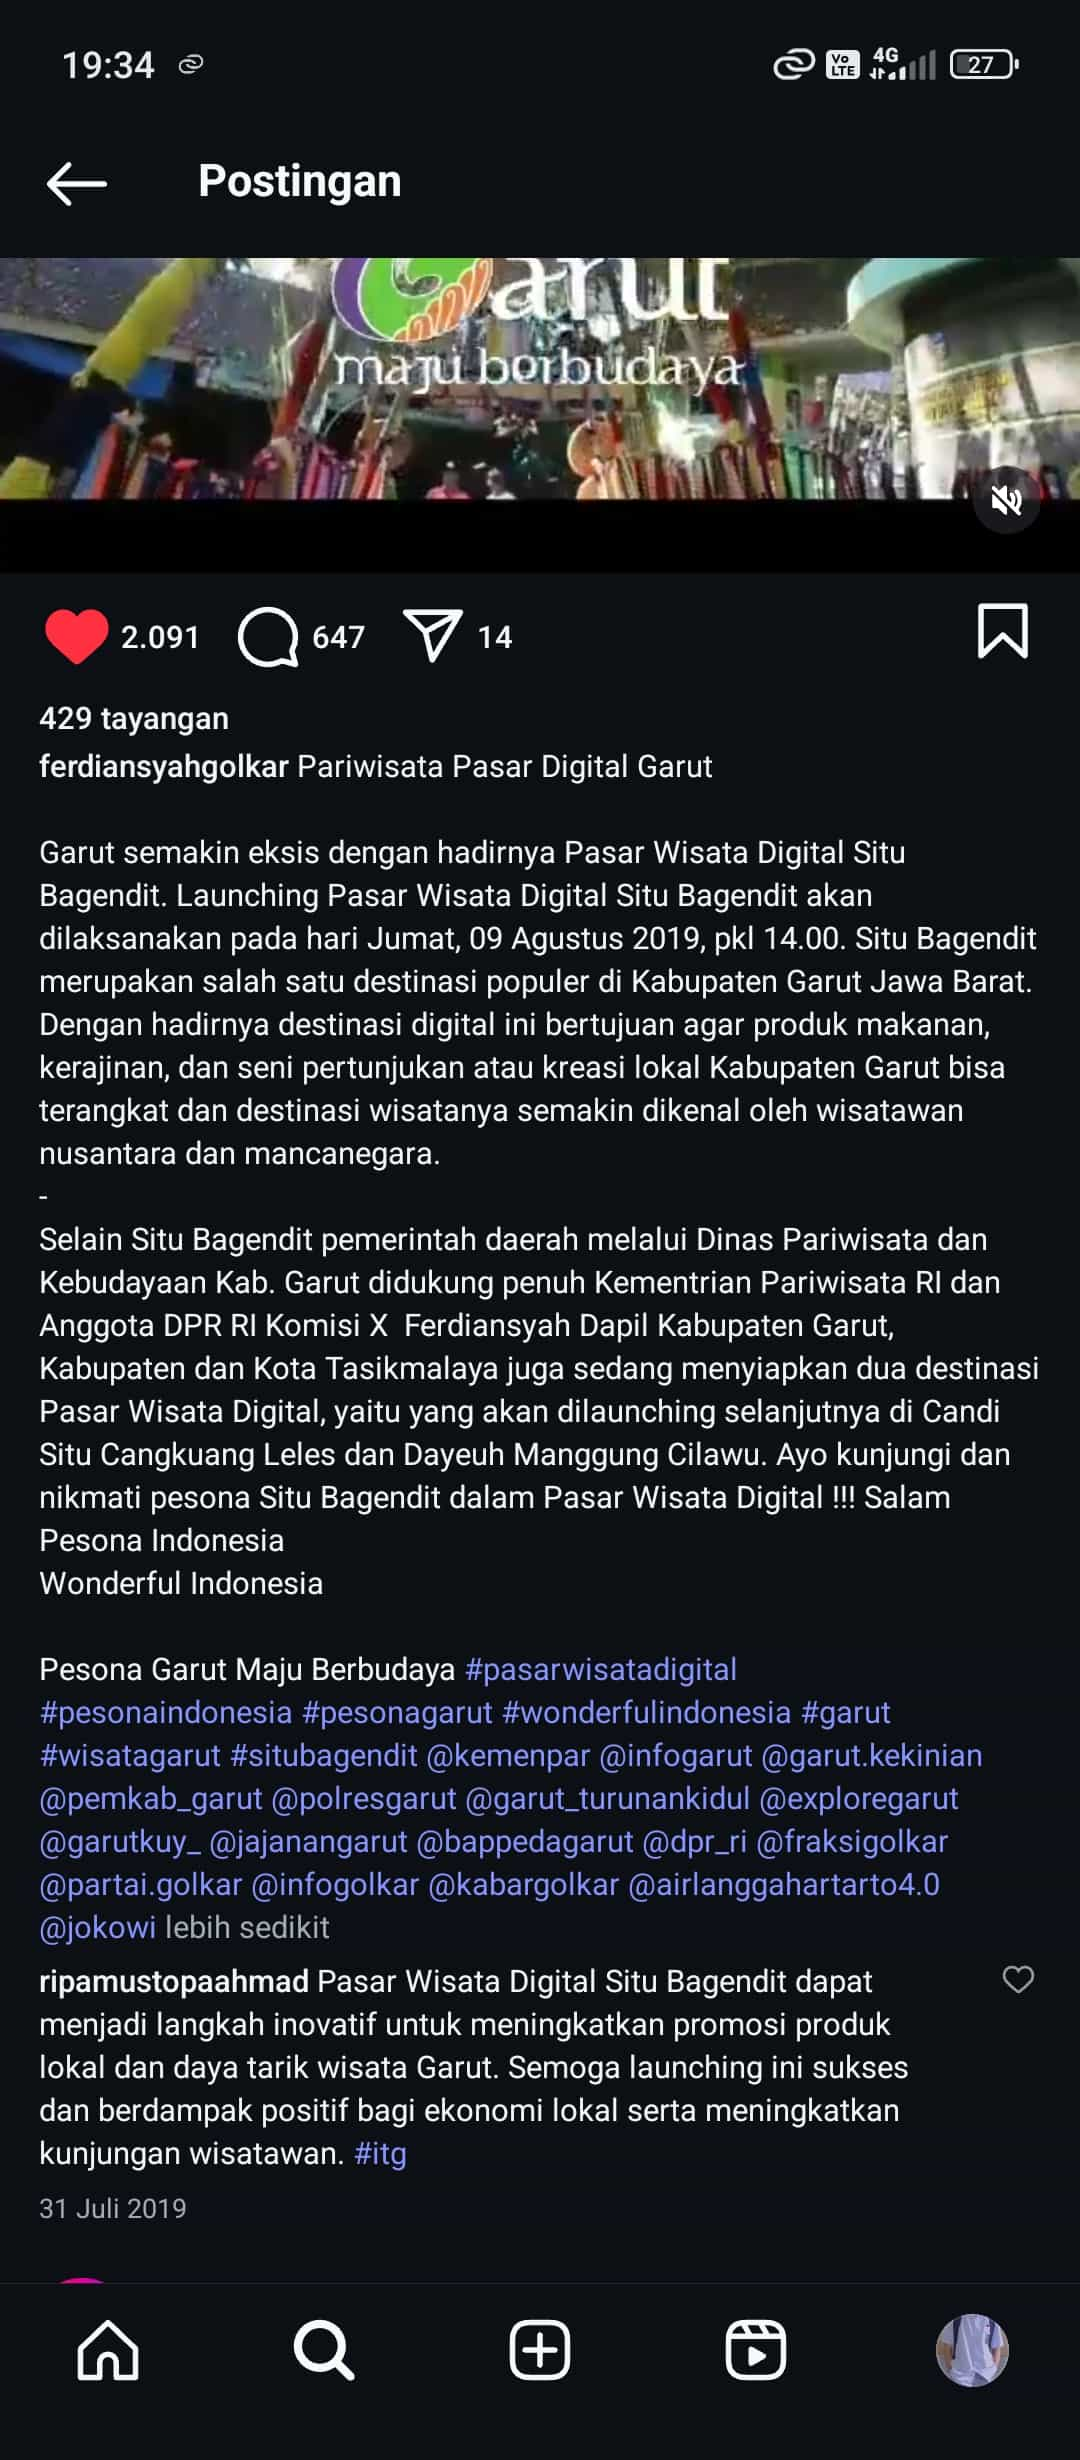 19:34
Vo LTE 4G 27
Postingan
Garut
maju berbudaya
2.091 647 14
429 tayangan
ferdiansyahgolkar Pariwisata Pasar Digital Garut
Garut semakin eksis dengan hadirnya Pasar Wisata Digital Situ
Bagendit. Launching Pasar Wisata Digital Situ Bagendit akan
dilaksanakan pada hari Jumat, 09 Agustus 2019, pkl 14.00. Situ Bagendit
merupakan salah satu destinasi populer di Kabupaten Garut Jawa Barat.
Dengan hadirnya destinasi digital ini bertujuan agar produk makanan,
kerajinan, dan seni pertunjukan atau kreasi lokal Kabupaten Garut bisa
terangkat dan destinasi wisatanya semakin dikenal oleh wisatawan
nusantara dan mancanegara.
-
Selain Situ Bagendit pemerintah daerah melalui Dinas Pariwisata dan
Kebudayaan Kab. Garut didukung penuh Kementrian Pariwisata RI dan
Anggota DPR RI Komisi X  Ferdiansyah Dapil Kabupaten Garut,
Kabupaten dan Kota Tasikmalaya juga sedang menyiapkan dua destinasi
Pasar Wisata Digital, yaitu yang akan dilaunching selanjutnya di Candi
Situ Cangkuang Leles dan Dayeuh Manggung Cilawu. Ayo kunjungi dan
nikmati pesona Situ Bagendit dalam Pasar Wisata Digital !!! Salam
Pesona Indonesia
Wonderful Indonesia
Pesona Garut Maju Berbudaya #pasarwisatadigital
#pesonaindonesia #pesonagarut #wonderfulindonesia #garut
#wisatagarut #situbagendit @kemenpar @infogarut @garut.kekinian
@pemkab_garut @polresgarut @garut_turunankidul @exploregarut
@garutkuy_ @jajanangarut @bappedagarut @dpr_ri @fraksigolkar
@partai.golkar @infogolkar @kabargolkar @airlanggahartarto4.0
@jokowi lebih sedikit
ripamustopaahmad Pasar Wisata Digital Situ Bagendit dapat
menjadi langkah inovatif untuk meningkatkan promosi produk
lokal dan daya tarik wisata Garut. Semoga launching ini sukses
dan berdampak positif bagi ekonomi lokal serta meningkatkan
kunjungan wisatawan. #itg
31 Juli 2019